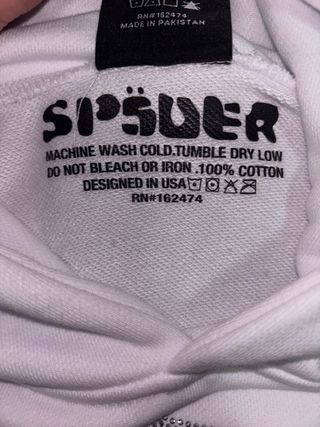 RN#162474
MADE IN PAKISTAN
SP5DER
MACHINE WASH COLD.TUMBLE DRY LOW
DO NOT BLEACH OR IRON .100% COTTON
DESIGNED IN USA
RN#162474